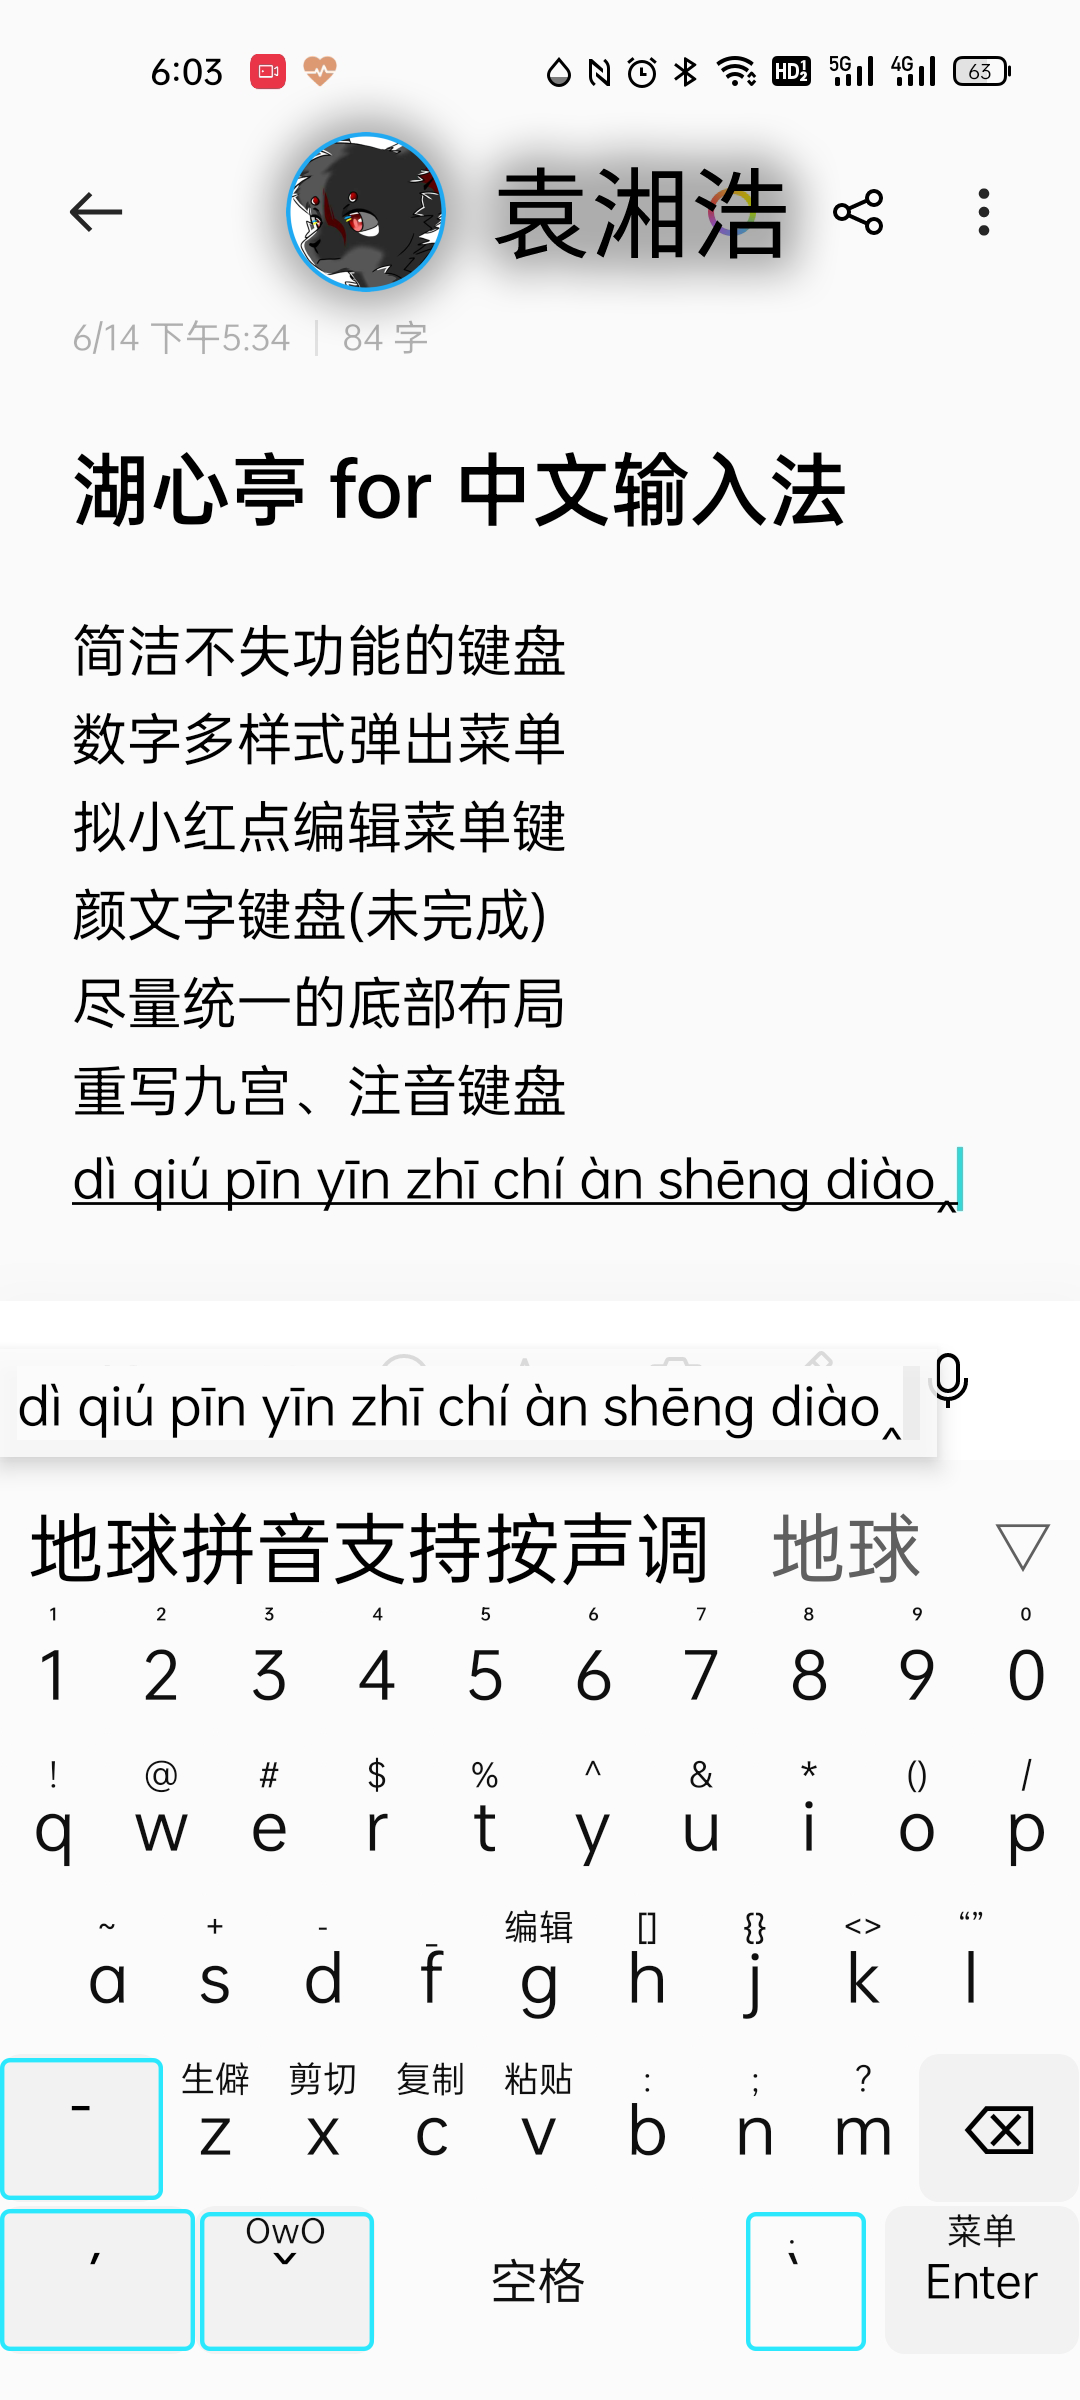 6:03 HD 1 2 5G 4G 63
袁湘浩
6/14 下午5:34 | 84 字
湖心亭 for 中文输入法
简洁不失功能的键盘
数字多样式弹出菜单
拟小红点编辑菜单键
颜文字键盘(未完成)
尽量统一的底部布局
重写九宫、注音键盘
dì qiú pīn yīn zhī chí àn shēng diào‸
dì qiú pīn yīn zhī chí àn shēng diào‸
地球拼音支持按声调 地球 ▽
1 2 3 4 5 6 7 8 9 0
1 2 3 4 5 6 7 8 9 0
! @ # $ % ^ & * () /
q w e r t y u i o p
~ + - _ 编辑 [] {} <> “”
a s d f g h j k l
生僻 剪切 复制 粘贴 : ; ?
ˉ z x c v b n m
OwO . 菜单
ˊ ˇ 空格 ˋ Enter